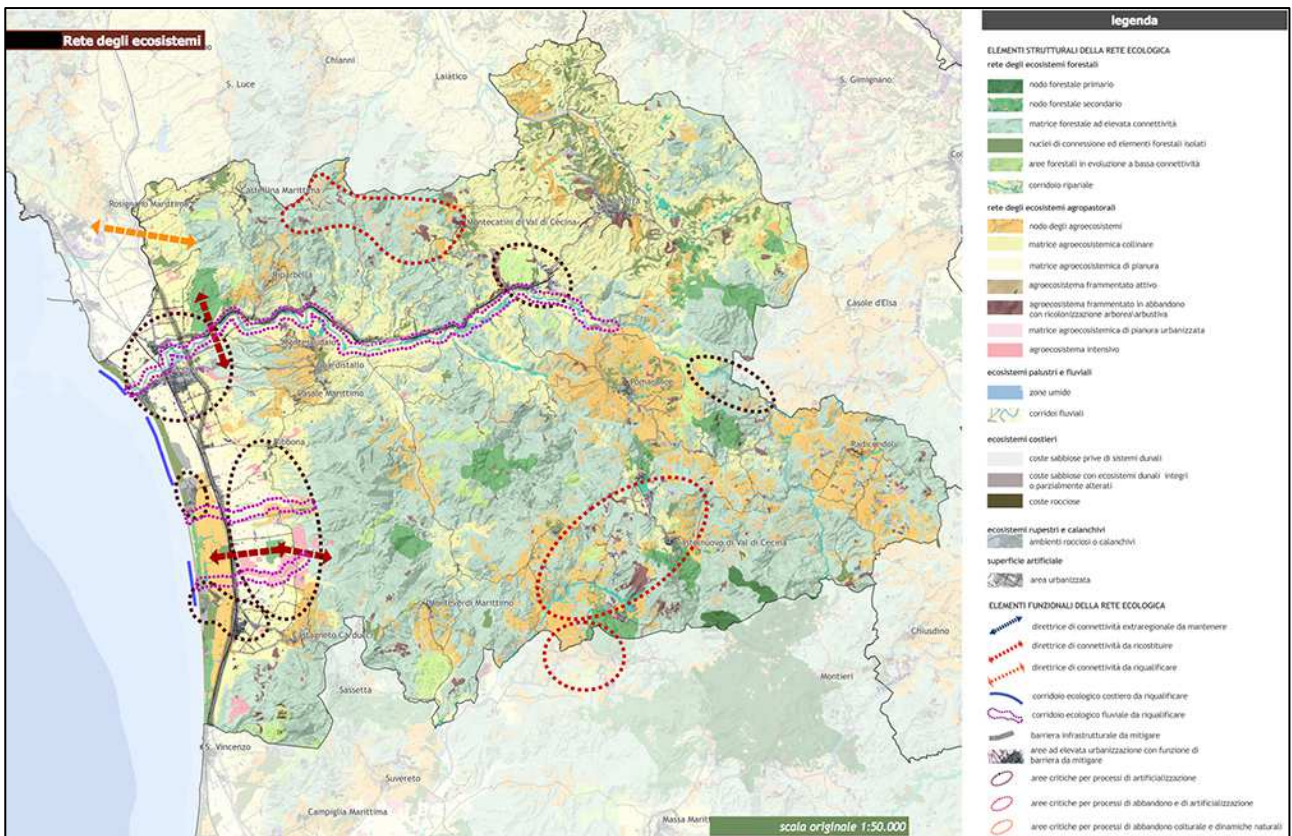 Rete degli ecosistemi
Chianni
S. Luce
Laiatico
S. Gimignano
Castellina Marittima
Rosignano Marittimo
Montecatini di Val di Cecina
Riparbella
Casole d'Elsa
Montescudaio
Guardistallo
Pomarance
Casale Marittimo
Bibbona
Radicondoli
Castelnuovo di Val di Cecina
Monteverdi Marittimo
Castagneto Carducci
Chiusdino
Sassetta
Montieri
S. Vincenzo
Suvereto
Campiglia Marittima
Massa Marittima
scala originale 1:50.000
legenda
ELEMENTI STRUTTURALI DELLA RETE ECOLOGICA
rete degli ecosistemi forestali
nodo forestale primario
nodo forestale secondario
matrice forestale ad elevata connettività
nuclei di connessione ed elementi forestali isolati
aree forestali in evoluzione a bassa connettività
corridoio ripariale
rete degli ecosistemi agropastorali
nodo degli agroecosistemi
matrice agroecosistemica collinare
matrice agroecosistemica di pianura
agroecosistema frammentato attivo
agroecosistema frammentato in abbandono
con ricolonizzazione arborea/arbustiva
matrice agroecosistemica di pianura urbanizzata
agroecosistema intensivo
ecosistemi palustri e fluviali
zone umide
corridoi fluviali
ecosistemi costieri
coste sabbiose prive di sistemi dunali
coste sabbiose con ecosistemi dunali integri
o parzialmente alterati
coste rocciose
ecosistemi rupestri e calanchivi
ambienti rocciosi o calanchivi
superficie artificiale
area urbanizzata
ELEMENTI FUNZIONALI DELLA RETE ECOLOGICA
direttrice di connettività extraregionale da mantenere
direttrice di connettività da ricostituire
direttrice di connettività da riqualificare
corridoio ecologico costiero da riqualificare
corridoio ecologico fluviale da riqualificare
barriera infrastrutturale da mitigare
aree ad elevata urbanizzazione con funzione di
barriera da mitigare
aree critiche per processi di artificializzazione
aree critiche per processi di abbandono e di artificializzazione
aree critiche per processi di abbandono colturale e dinamiche naturali